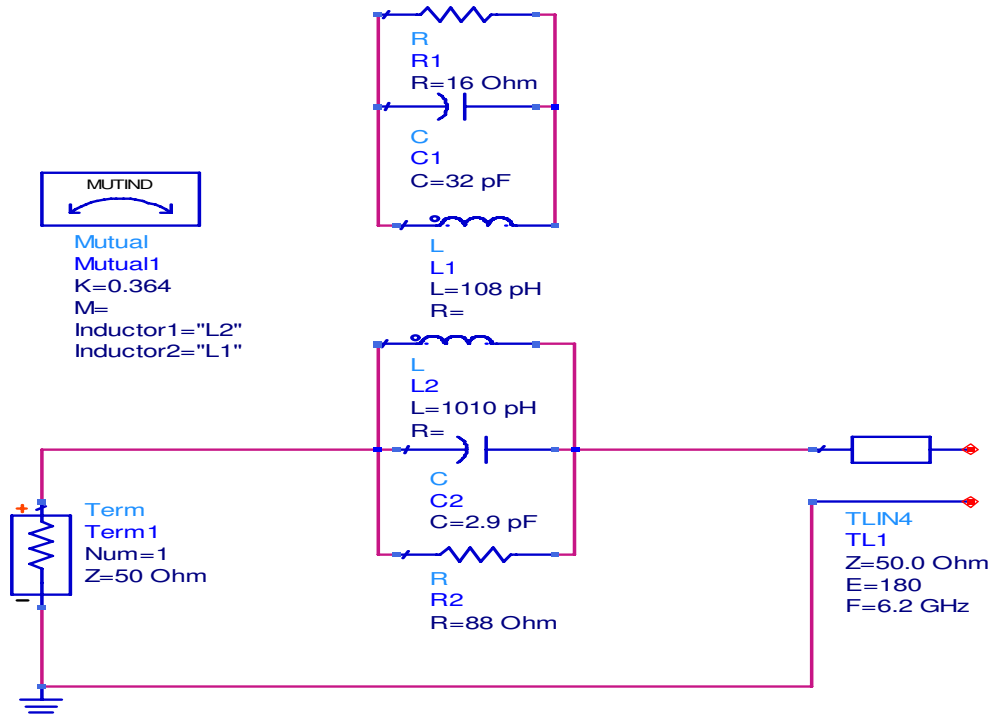 R
R1
R=16 Ohm
C
C1
C=32 pF
MUTIND
Mutual
Mutual1
K=0.364
M=
Inductor1="L2"
Inductor2="L1"
L
L1
L=108 pH
R=
L
L2
L=1010 pH
R=
C
C2
C=2.9 pF
R
R2
R=88 Ohm
+
Term
Term1
Num=1
Z=50 Ohm
−
TLIN4
TL1
Z=50.0 Ohm
E=180
F=6.2 GHz